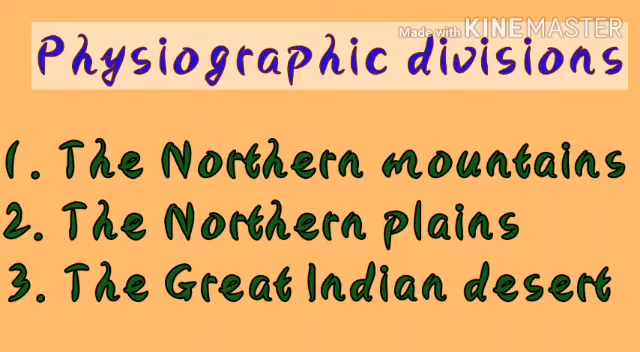 Made with KINEMASTER
Physiographic divisions
1. The Northern mountains
2. The Northern plains
3. The Great Indian desert